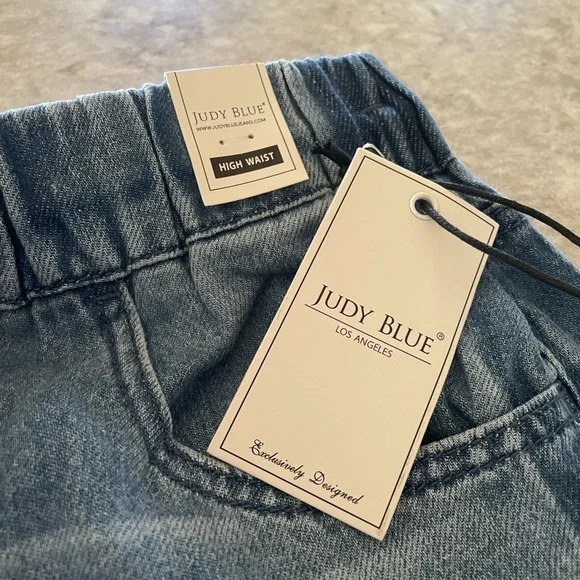 JUDY BLUE®
WWW.JUDYBLUEJEANS.COM
HIGH WAIST
JUDY BLUE®
LOS ANGELES
Exclusively Designed